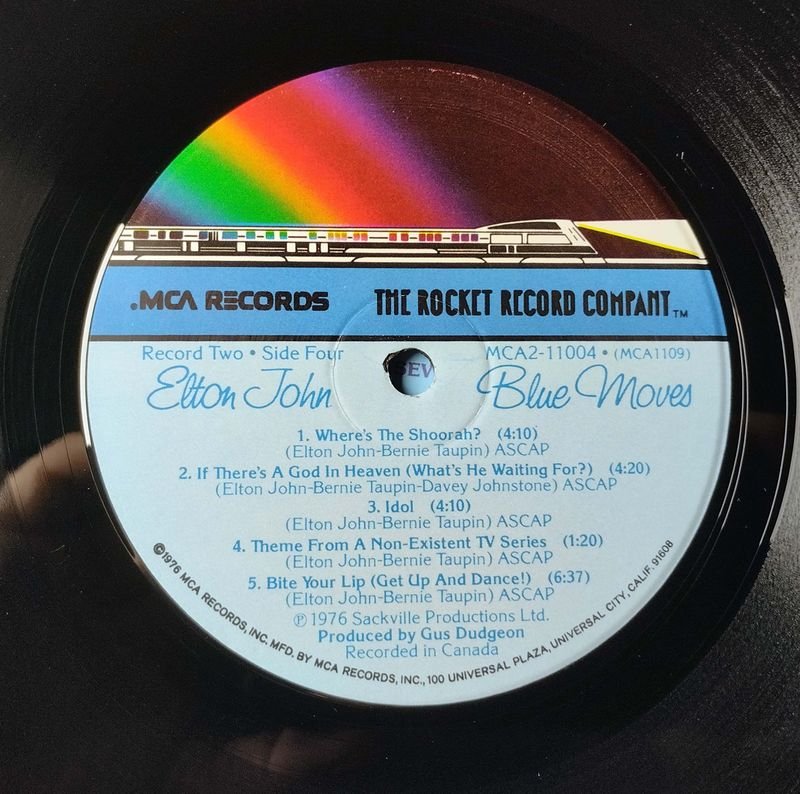 .MCA RECORDS THE ROCKET RECORD COMPANY™
Record Two • Side Four MCA2-11004 • (MCA1109)
Elton John Blue Moves
SEV
1. Where's The Shoorah? (4:10)
(Elton John-Bernie Taupin) ASCAP
2. If There's A God In Heaven (What's He Waiting For?) (4:20)
(Elton John-Bernie Taupin-Davey Johnstone) ASCAP
3. Idol (4:10)
(Elton John-Bernie Taupin) ASCAP
4. Theme From A Non-Existent TV Series (1:20)
(Elton John-Bernie Taupin) ASCAP
5. Bite Your Lip (Get Up And Dance!) (6:37)
(Elton John-Bernie Taupin) ASCAP
℗ 1976 Sackville Productions Ltd.
Produced by Gus Dudgeon
Recorded in Canada
©1976 MCA RECORDS, INC. MFD. BY MCA RECORDS, INC., 100 UNIVERSAL PLAZA, UNIVERSAL CITY, CALIF. 91608